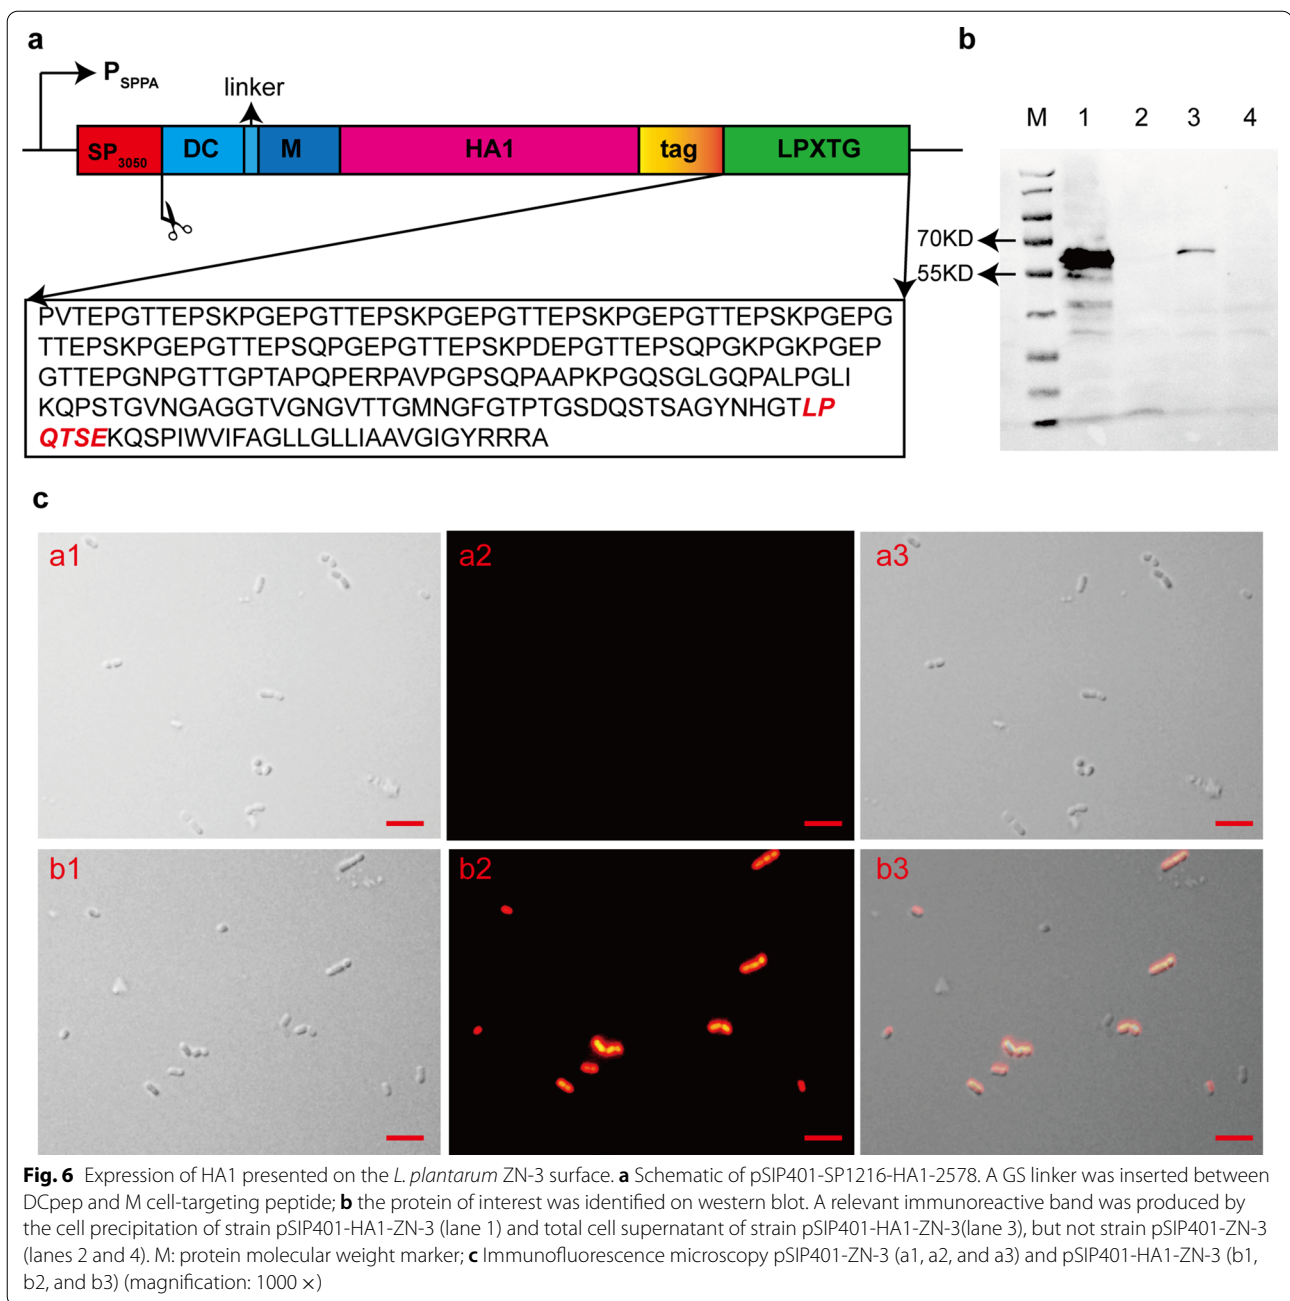 a
P SPPA
linker
SP3050 DC M HA1 tag LPXTG
PVTEPGTTEPSKPGEPGTTEPSKPGEPGTTEPSKPGEPGTTEPSKPGEPG
TTEPSKPGEPGTTEPSQPGEPGTTEPSKPDEPGTTEPSQPGKPGKPGEP
GTTEPGNPGTTGPTAPQPERPAVPGPSQPAAPKPGQSGLGQPALPGLI
KQPSTGVNGAGGTVGNGVTTGMNGFGTPTGSDQSTSAGYNHGTLP
QTSEKQSPIWVIFAGLLGLLIAAVGIGYRRRA
b
M 1 2 3 4
70KD
55KD
c
a1 a2 a3
b1 b2 b3
Fig. 6 Expression of HA1 presented on the L. plantarum ZN-3 surface. a Schematic of pSIP401-SP1216-HA1-2578. A GS linker was inserted between
DCpep and M cell-targeting peptide; b the protein of interest was identified on western blot. A relevant immunoreactive band was produced by
the cell precipitation of strain pSIP401-HA1-ZN-3 (lane 1) and total cell supernatant of strain pSIP401-HA1-ZN-3(lane 3), but not strain pSIP401-ZN-3
(lanes 2 and 4). M: protein molecular weight marker; c Immunofluorescence microscopy pSIP401-ZN-3 (a1, a2, and a3) and pSIP401-HA1-ZN-3 (b1,
b2, and b3) (magnification: 1000 ×)